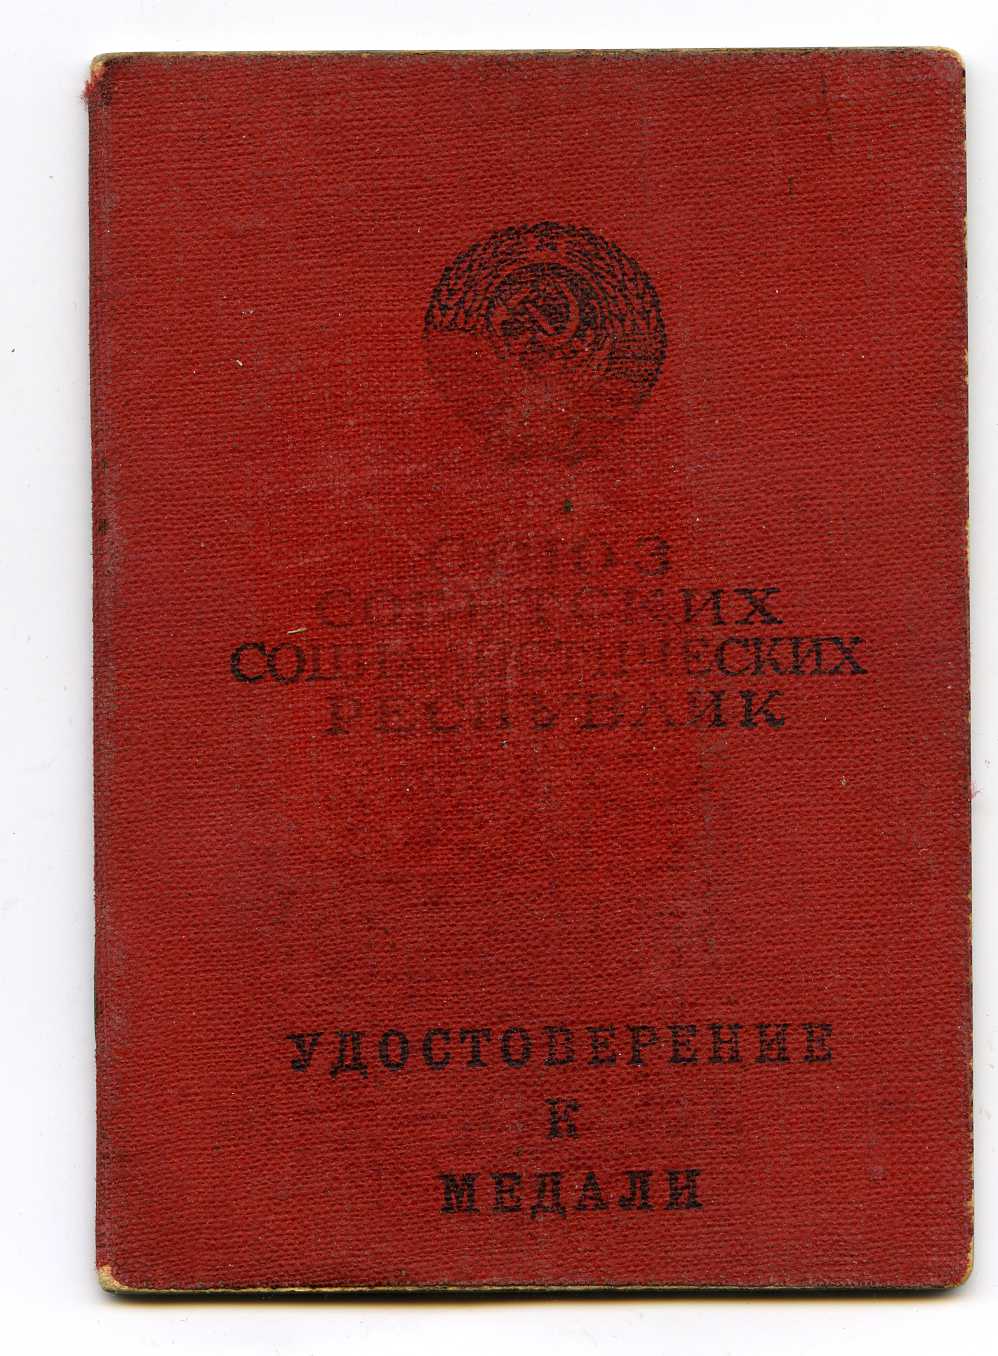 СОЮЗ
СОВЕТСКИХ
СОЦИАЛИСТИЧЕСКИХ
РЕСПУБЛИК
УДОСТОВЕРЕНИЕ
К
МЕДАЛИ